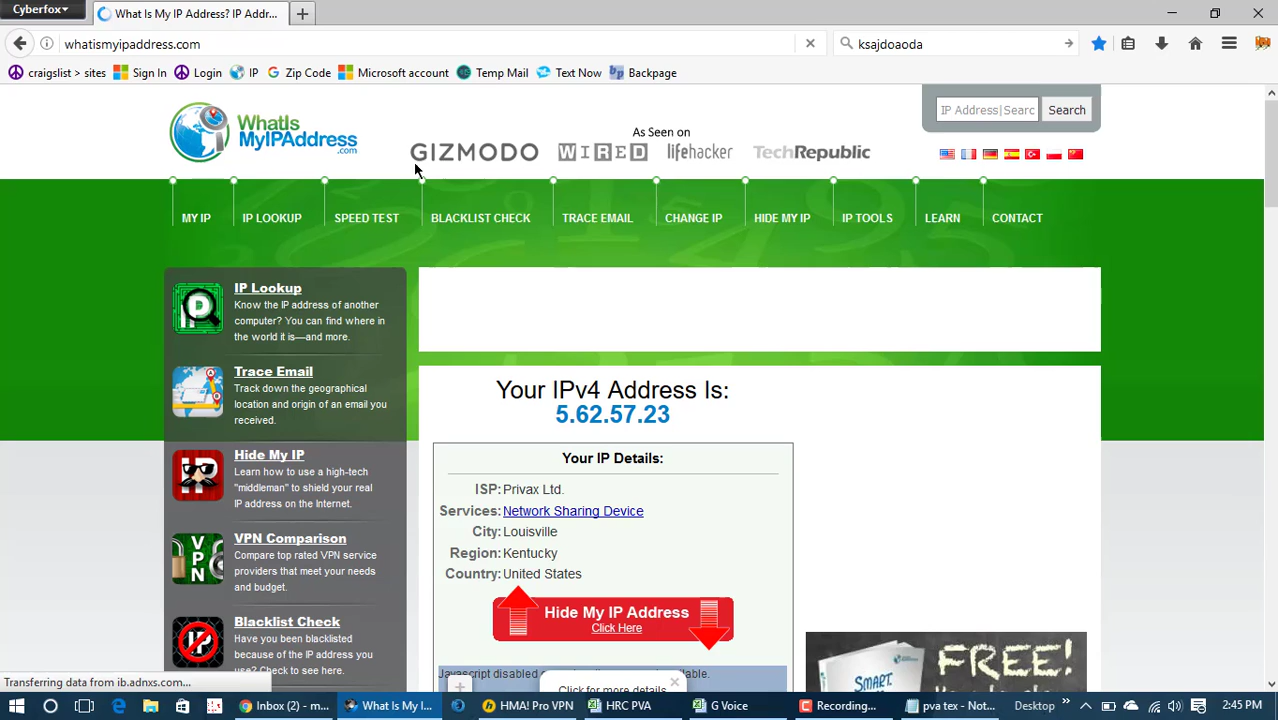 Cyberfox
What Is My IP Address? IP Addr...
whatismyipaddress.com
ksajdoaoda
craigslist > sites
Sign In
Login
IP
Zip Code
Microsoft account
Temp Mail
Text Now
Backpage
WhatIs
MyIPAddress
.com
As Seen on
GIZMODO
WIRED
lifehacker
TechRepublic
IP Address|Searc
Search
MY IP
IP LOOKUP
SPEED TEST
BLACKLIST CHECK
TRACE EMAIL
CHANGE IP
HIDE MY IP
IP TOOLS
LEARN
CONTACT
IP Lookup
Know the IP address of another
computer? You can find where in
the world it is—and more.
Trace Email
Track down the geographical
location and origin of an email you
received.
Hide My IP
Learn how to use a high-tech
"middleman" to shield your real
IP address on the Internet.
VPN Comparison
Compare top rated VPN service
providers that meet your needs
and budget.
Blacklist Check
Have you been blacklisted
because of the IP address you
use? Check to see here.
Your IPv4 Address Is:
5.62.57.23
Your IP Details:
ISP: Privax Ltd.
Services: Network Sharing Device
City: Louisville
Region: Kentucky
Country: United States
Hide My IP Address
Click Here
Javascript disabled
Click for more details
FREE!
SMART
Transferring data from ib.adnxs.com...
Inbox (2) - m...
What Is My I...
HMA! Pro VPN
HRC PVA
G Voice
Recording...
pva tex - Not...
Desktop
2:45 PM